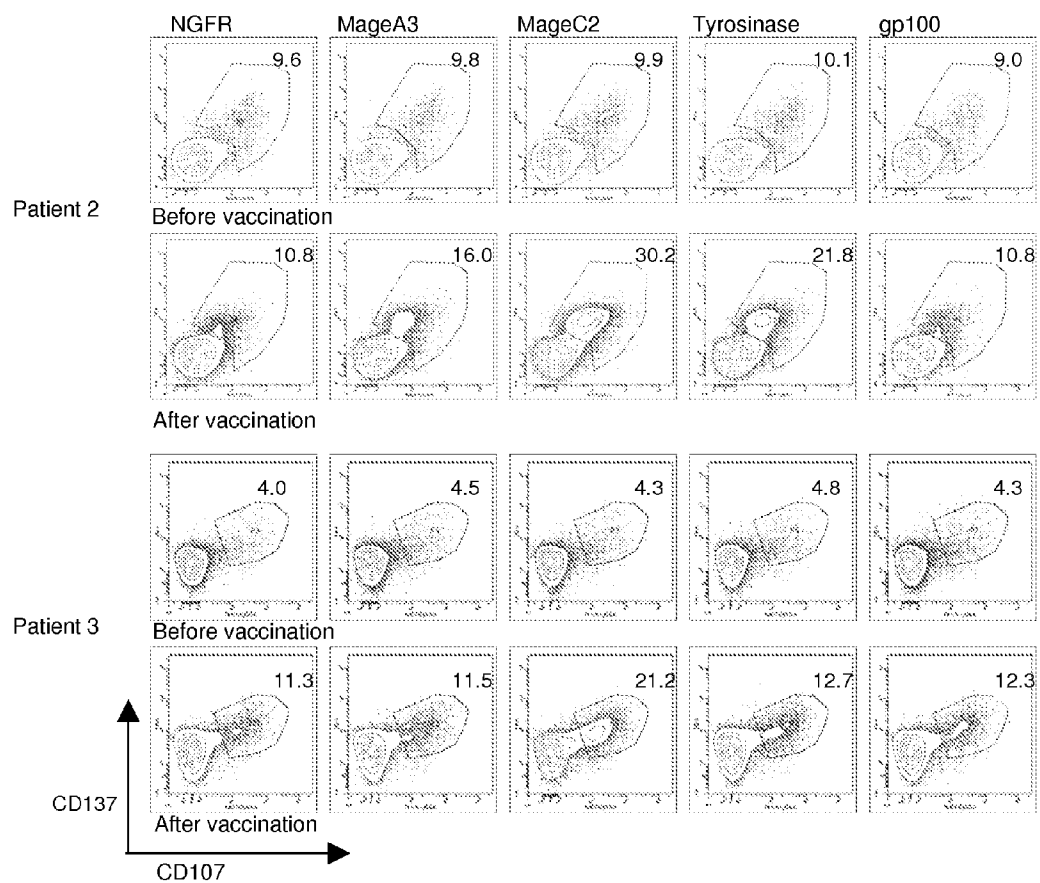 NGFR MageA3 MageC2 Tyrosinase gp100
9.6 9.8 9.9 10.1 9.0
Patient 2
Before vaccination
10.8 16.0 30.2 21.8 10.8
After vaccination
4.0 4.5 4.3 4.8 4.3
Patient 3
Before vaccination
11.3 11.5 21.2 12.7 12.3
CD137
After vaccination
CD107